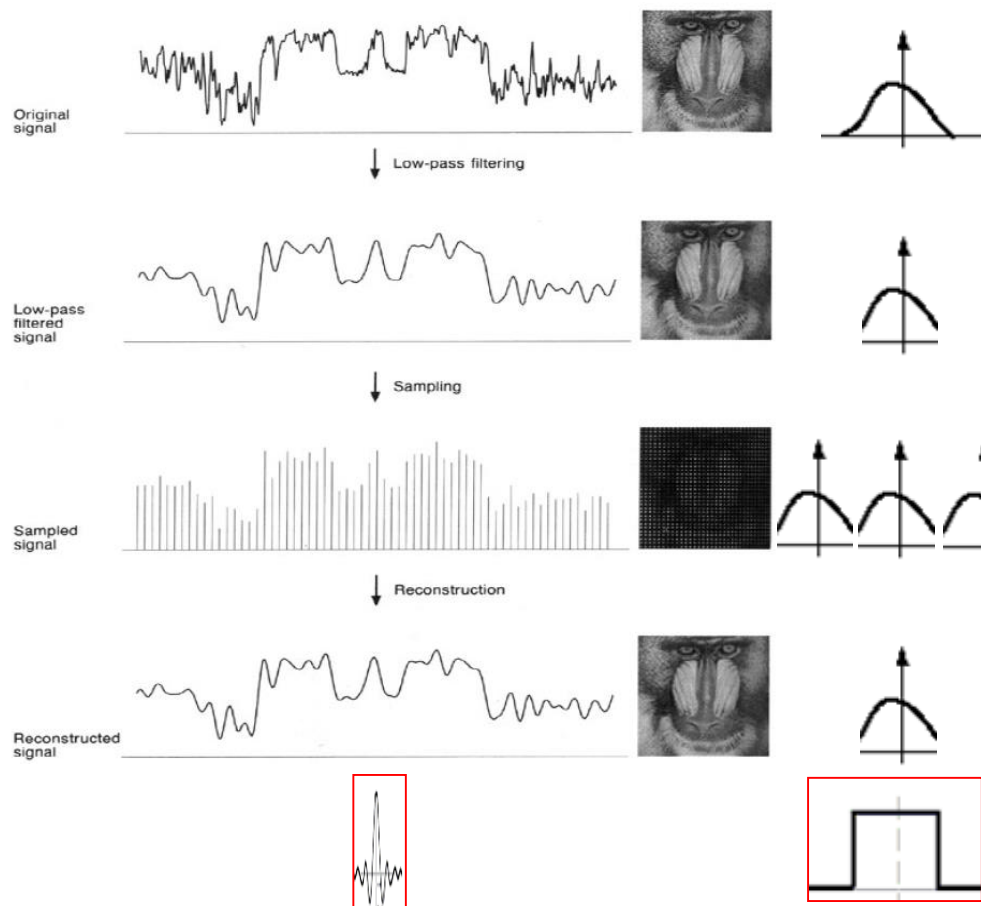 Original
signal
Low-pass filtering
Low-pass
filtered
signal
Sampling
Sampled
signal
Reconstruction
Reconstructed
signal